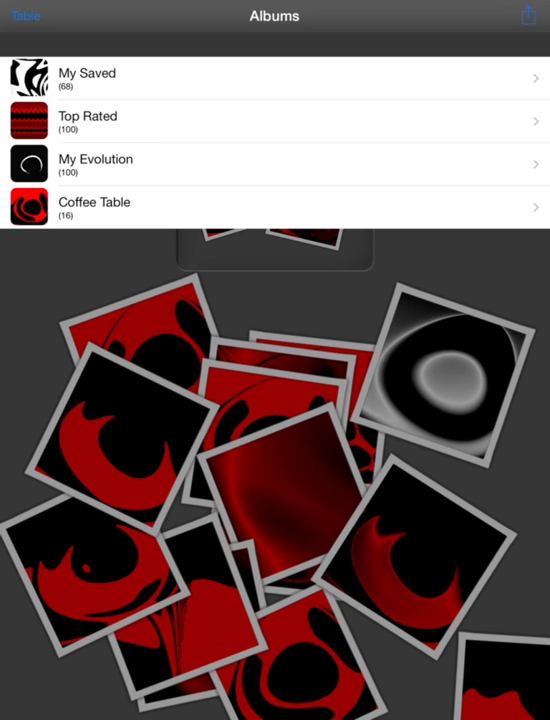 Table
Albums
My Saved
(68)
Top Rated
(100)
My Evolution
(100)
Coffee Table
(16)